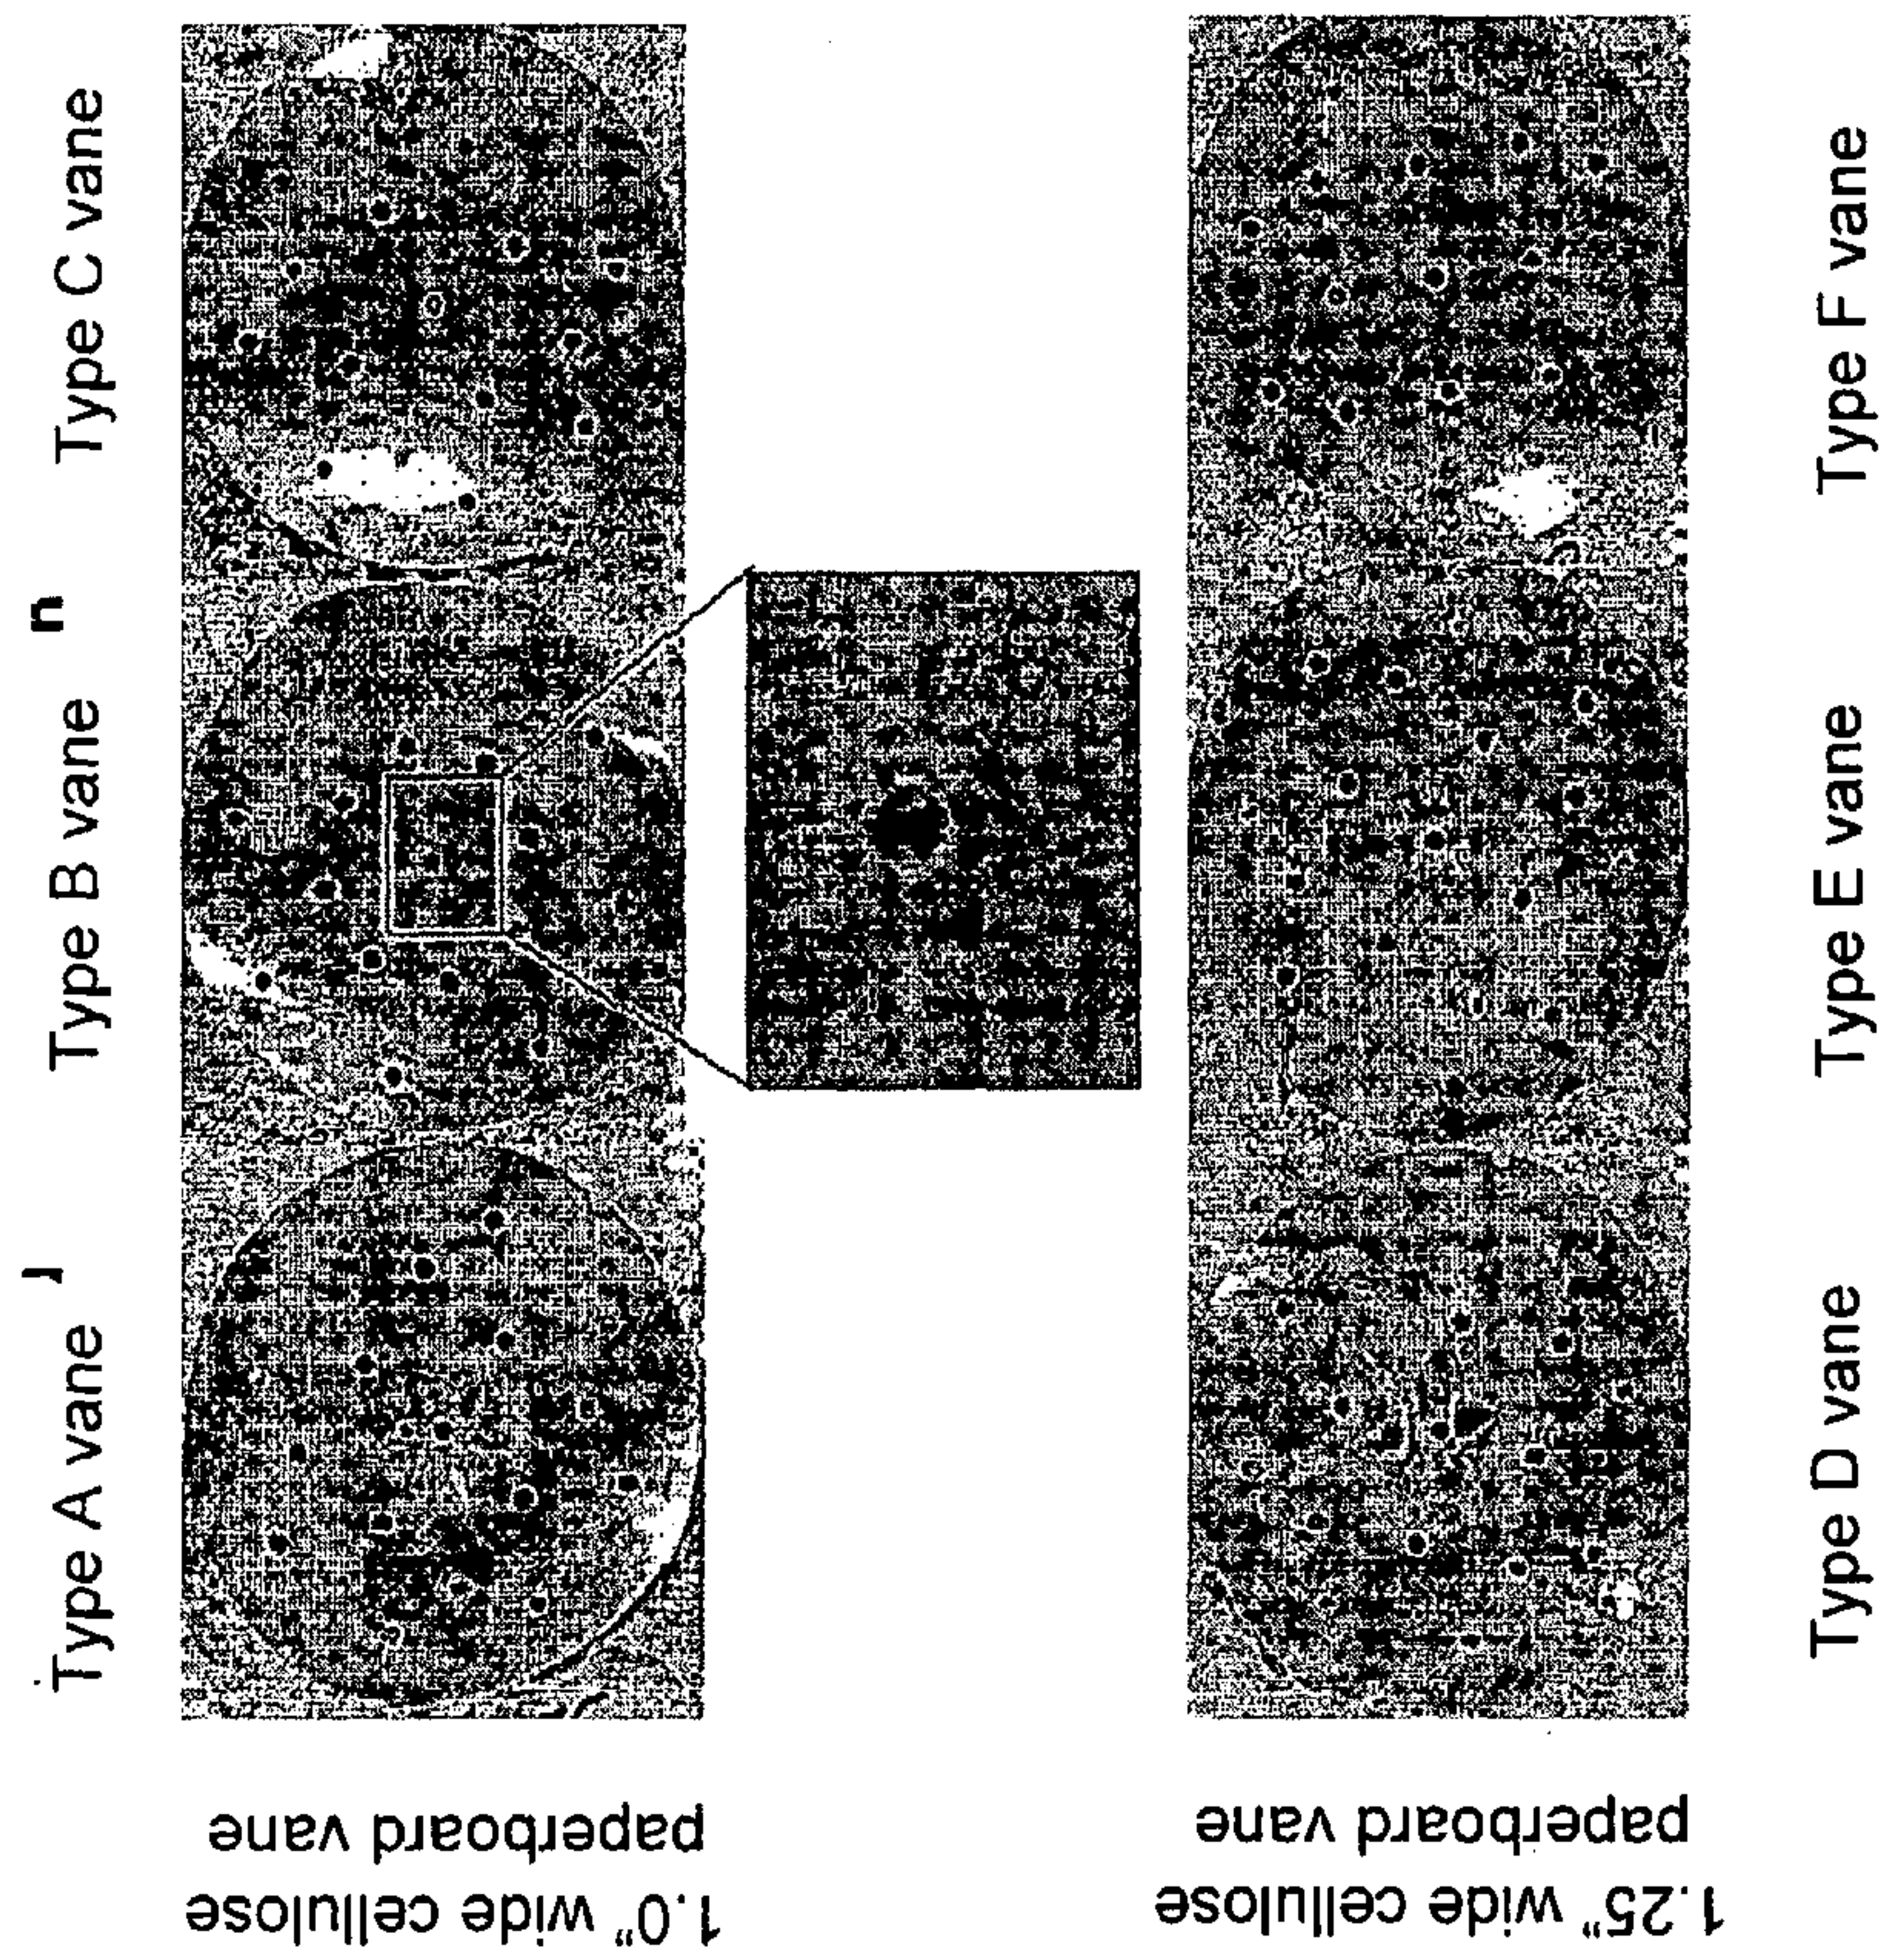 Type A vane
Type B vane
n
Type C vane
1.0" wide cellulose
paperboard vane
1.25" wide cellulose
paperboard vane
Type D vane
Type E vane
Type F vane